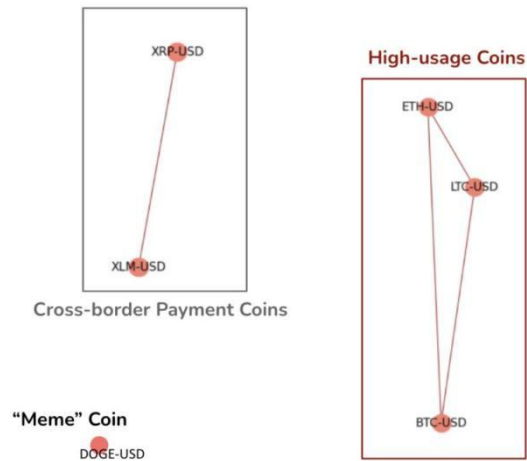 XRP-USD
XLM-USD
Cross-border Payment Coins
High-usage Coins
ETH-USD
LTC-USD
BTC-USD
“Meme” Coin
DOGE-USD